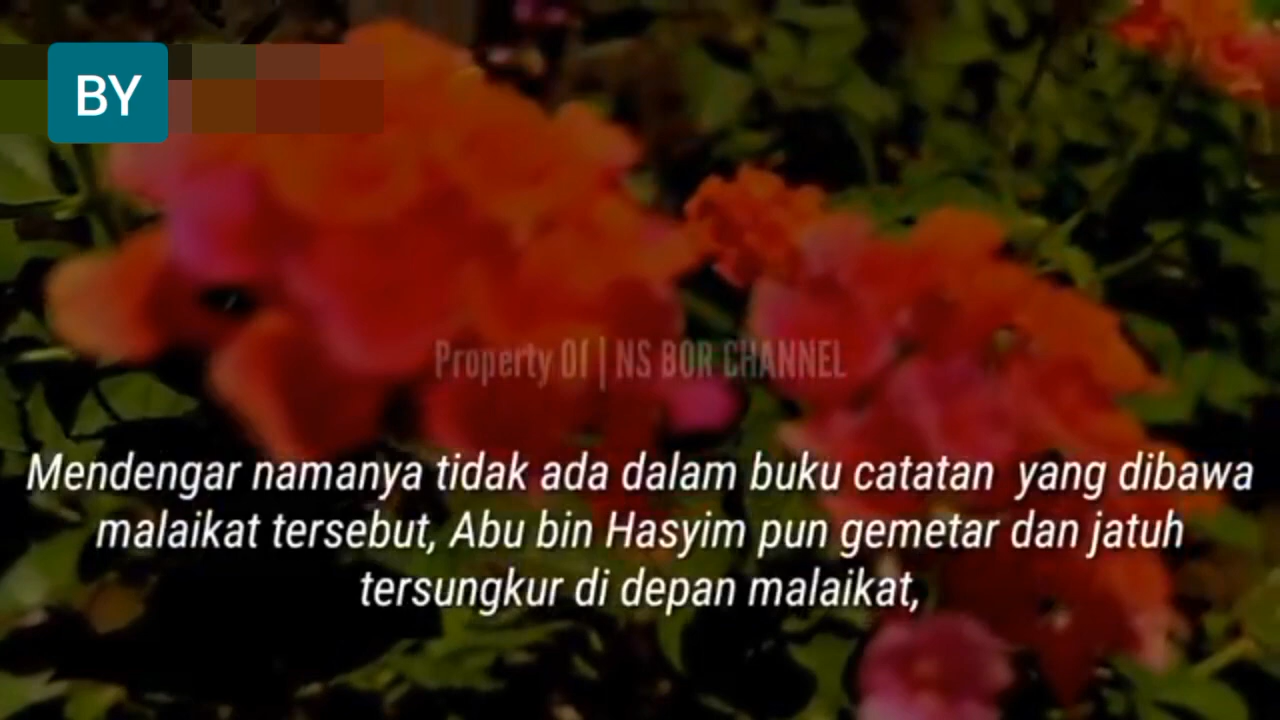 BY
Property Of | NS BOR CHANNEL
Mendengar namanya tidak ada dalam buku catatan  yang dibawa
malaikat tersebut, Abu bin Hasyim pun gemetar dan jatuh
tersungkur di depan malaikat,